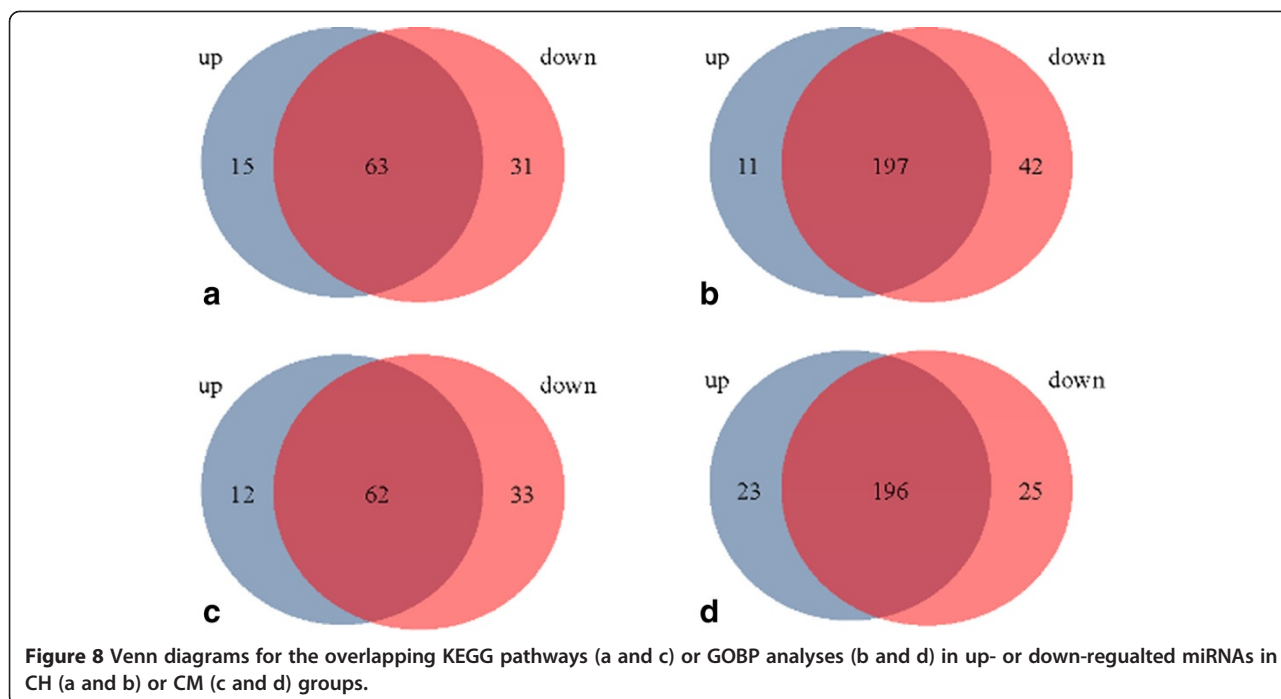 up
down
15
63
31
a
up
down
11
197
42
b
up
down
12
62
33
c
up
down
23
196
25
d
Figure 8 Venn diagrams for the overlapping KEGG pathways (a and c) or GOBP analyses (b and d) in up- or down-regualted miRNAs in
CH (a and b) or CM (c and d) groups.